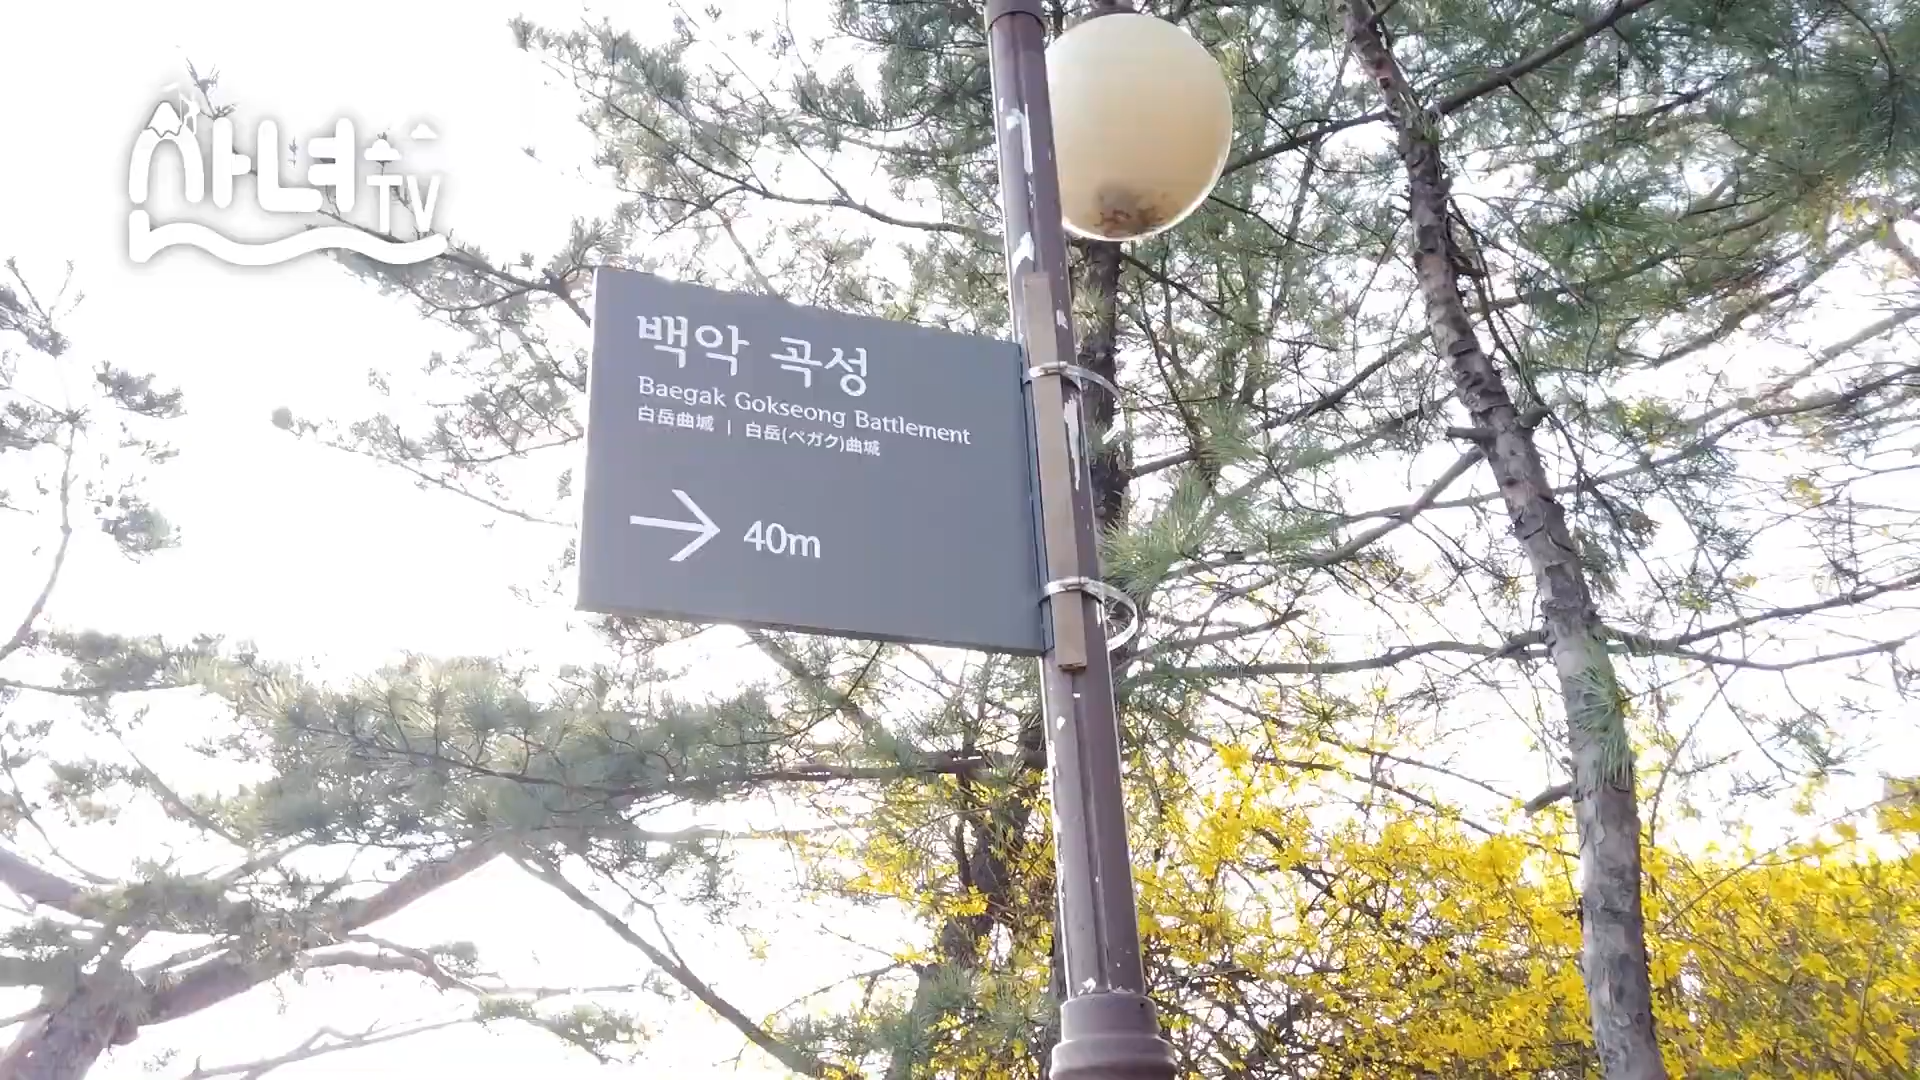 산녀TV
백악 곡성
Baegak Gokseong Battlement
白岳曲城 | 白岳(ペガク)曲城
→ 40m